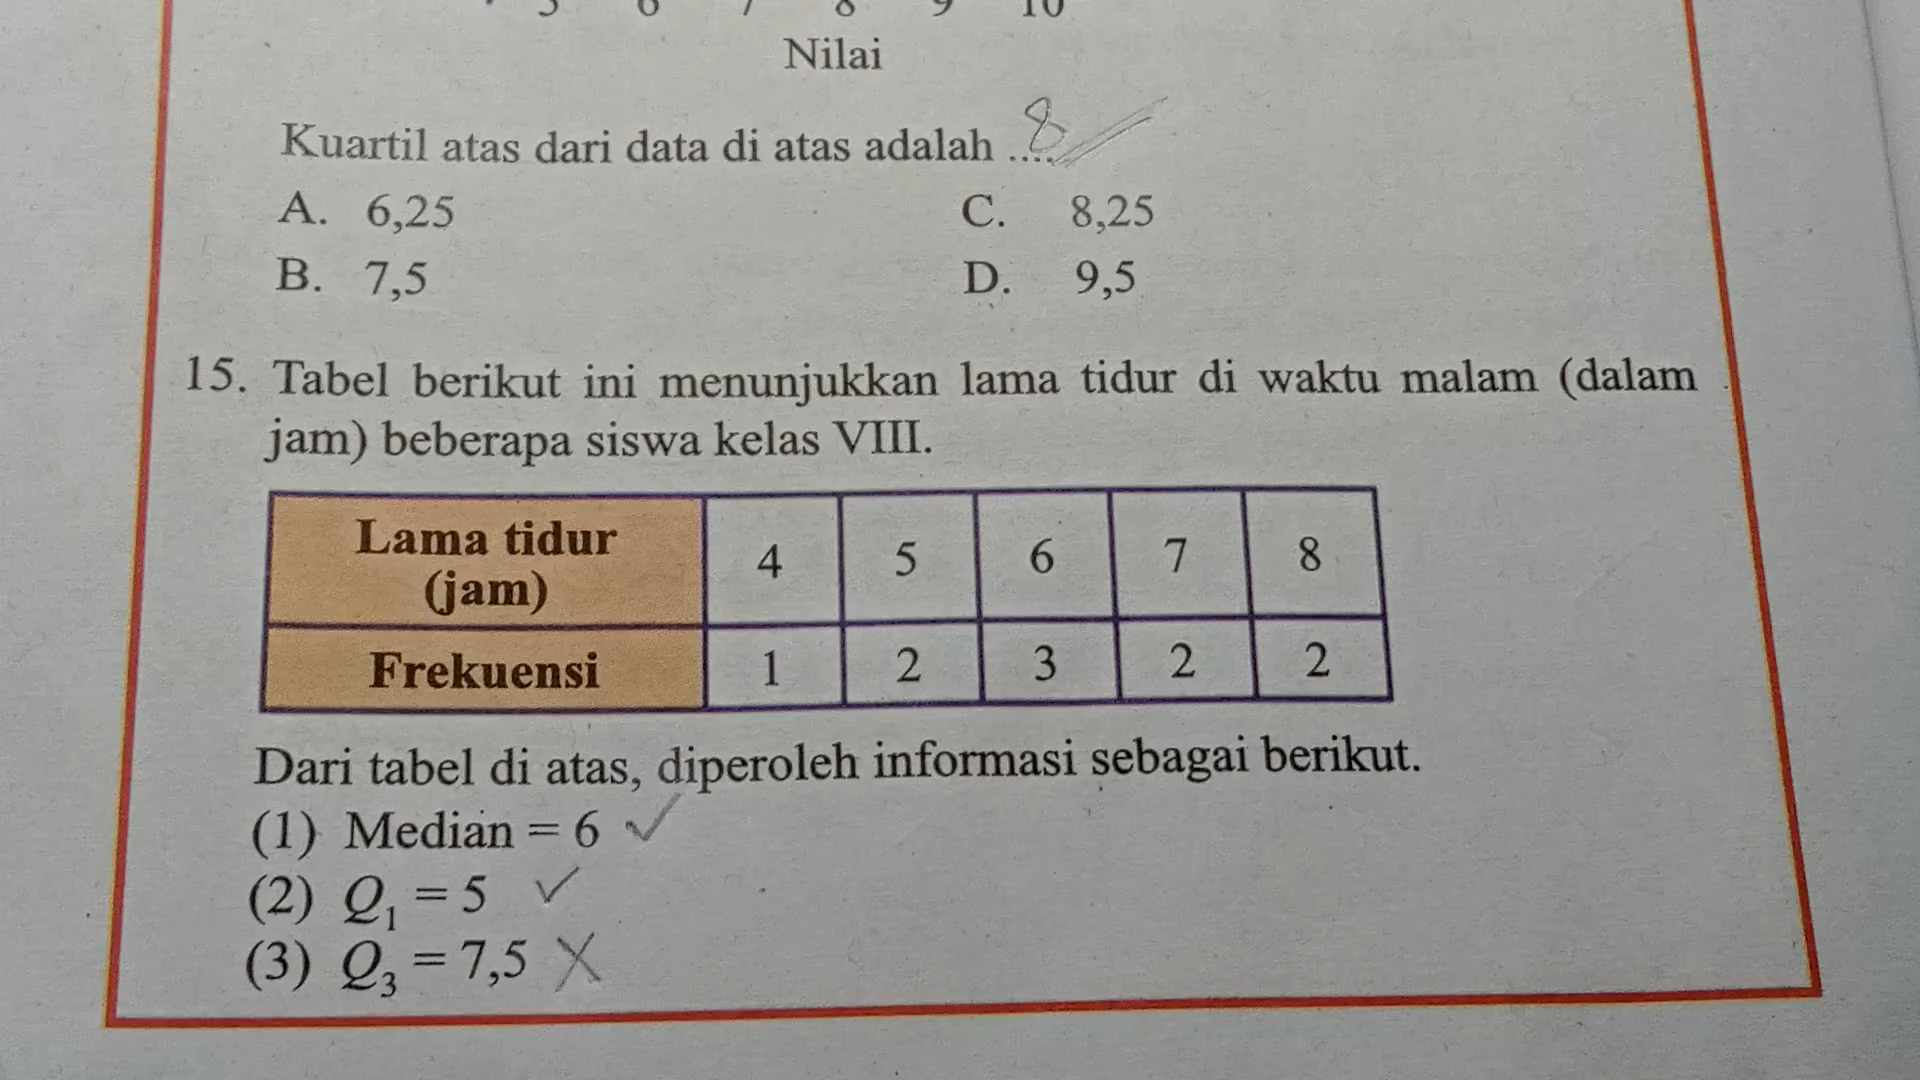 10
Nilai
Kuartil atas dari data di atas adalah .... 8
A. 6,25 C. 8,25
B. 7,5 D. 9,5
15. Tabel berikut ini menunjukkan lama tidur di waktu malam (dalam
jam) beberapa siswa kelas VIII.
Lama tidur (jam) 4 5 6 7 8
Frekuensi 1 2 3 2 2
Dari tabel di atas, diperoleh informasi sebagai berikut.
(1) Median = 6 ✓
(2) Q₁ = 5 ✓
(3) Q₃ = 7,5 X